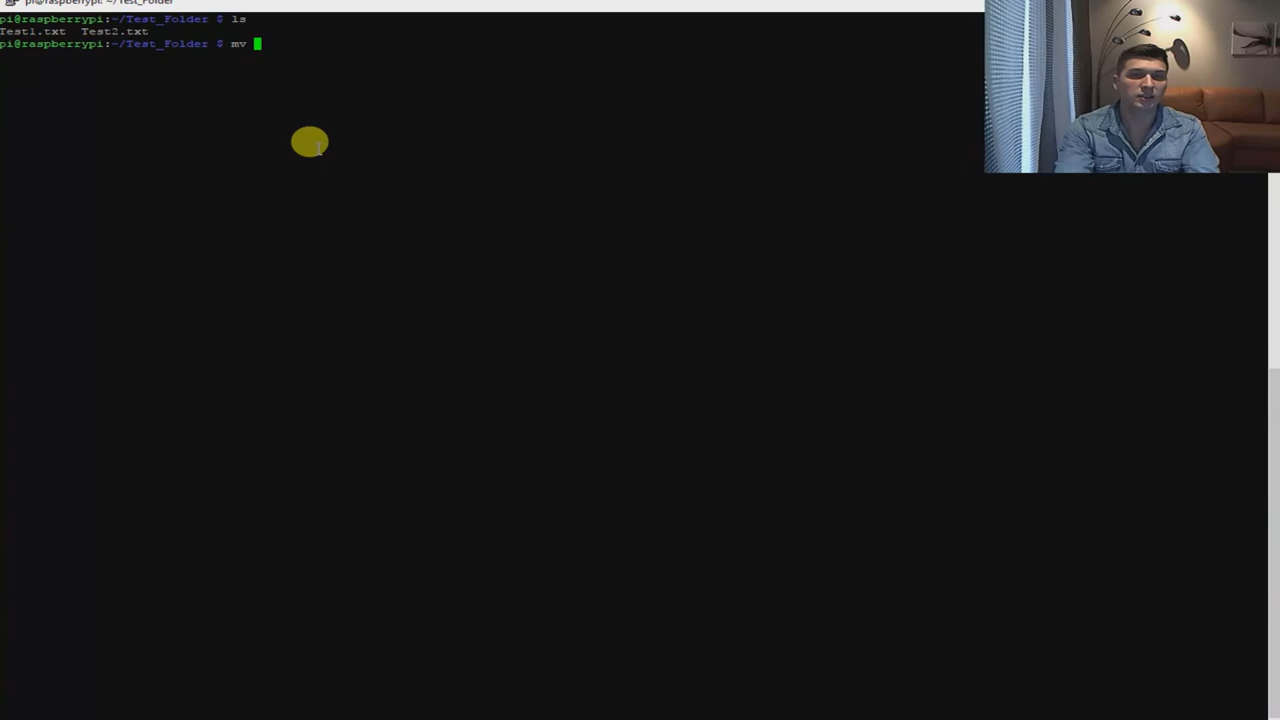 pi@raspberrypi: ~/Test_Folder
pi@raspberrypi:~/Test_Folder $ ls
Test1.txt  Test2.txt
pi@raspberrypi:~/Test_Folder $ mv